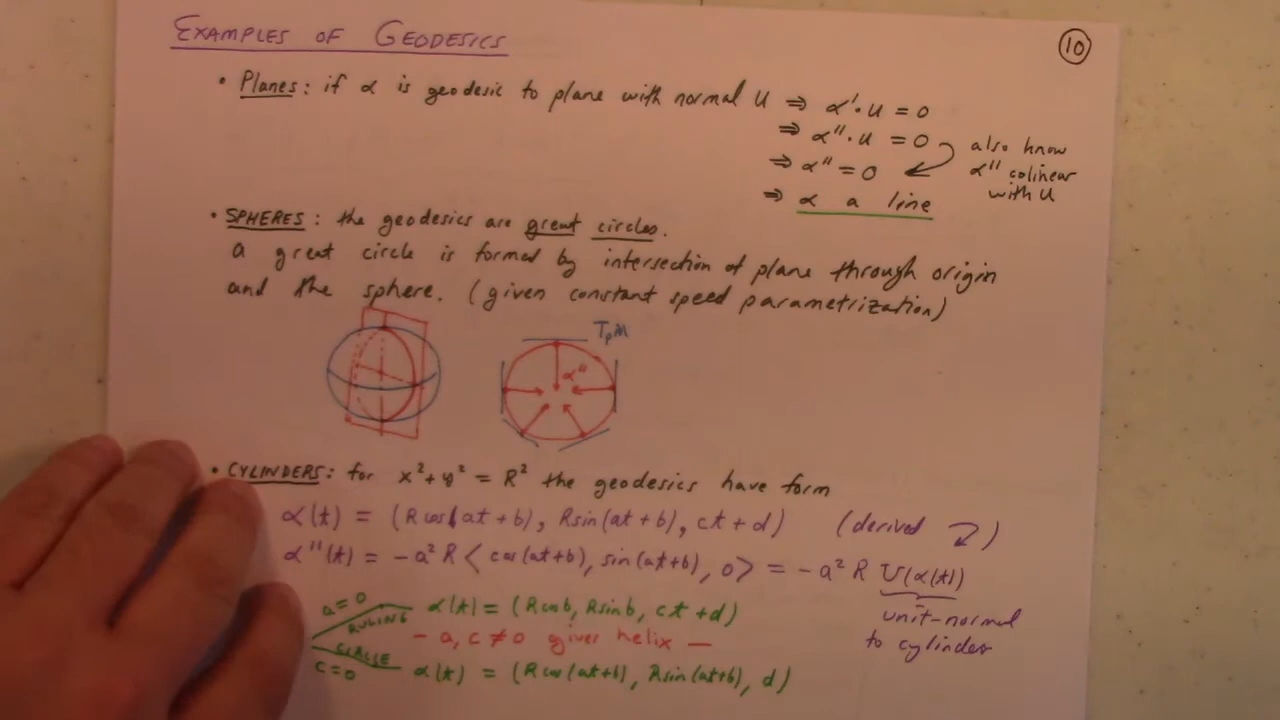 EXAMPLES OF GEODESICS
10
• Planes: if α is geodesic to plane with normal U ⇒ α'·U = 0
⇒ α''·U = 0
⇒ α'' = 0
also know
α'' colinear
with U
⇒ α a line
• SPHERES: the geodesics are great circles.
a great circle is formed by intersection of plane through origin
and the sphere. (given constant speed parametrization)
TpM
α''
• CYLINDERS: for x² + y² = R² the geodesics have form
α(t) = (R cos(at + b), R sin(at + b), ct + d) (derived ↴)
α''(t) = -a² R < cos(at+b), sin(at+b), 0> = -a² R U(α(t))
unit-normal
to cylinder
a=0
RULING
α(t) = (R cos b, R sin b, ct + d)
- a, c ≠ 0 gives helix -
CIRCLE
c=0
α(t) = (R cos(at+b), R sin(at+b), d)